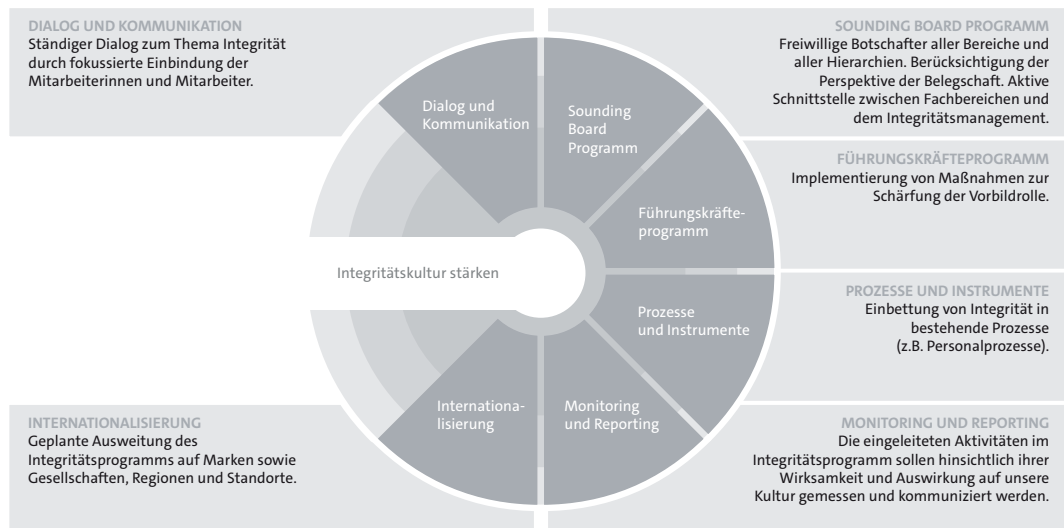 DIALOG UND KOMMUNIKATION
Ständiger Dialog zum Thema Integrität
durch fokussierte Einbindung der
Mitarbeiterinnen und Mitarbeiter.
SOUNDING BOARD PROGRAMM
Freiwillige Botschafter aller Bereiche und
aller Hierarchien. Berücksichtigung der
Perspektive der Belegschaft. Aktive
Schnittstelle zwischen Fachbereichen und
dem Integritätsmanagement.
FÜHRUNGSKRÄFTEPROGRAMM
Implementierung von Maßnahmen zur
Schärfung der Vorbildrolle.
PROZESSE UND INSTRUMENTE
Einbettung von Integrität in
bestehende Prozesse
(z.B. Personalprozesse).
MONITORING UND REPORTING
Die eingeleiteten Aktivitäten im
Integritätsprogramm sollen hinsichtlich ihrer
Wirksamkeit und Auswirkung auf unsere
Kultur gemessen und kommuniziert werden.
INTERNATIONALISIERUNG
Geplante Ausweitung des
Integritätsprogramms auf Marken sowie
Gesellschaften, Regionen und Standorte.
Dialog und
Kommunikation
Sounding
Board
Programm
Führungskräfte-
programm
Prozesse
und Instrumente
Monitoring
und Reporting
Internationa-
lisierung
Integritätskultur stärken